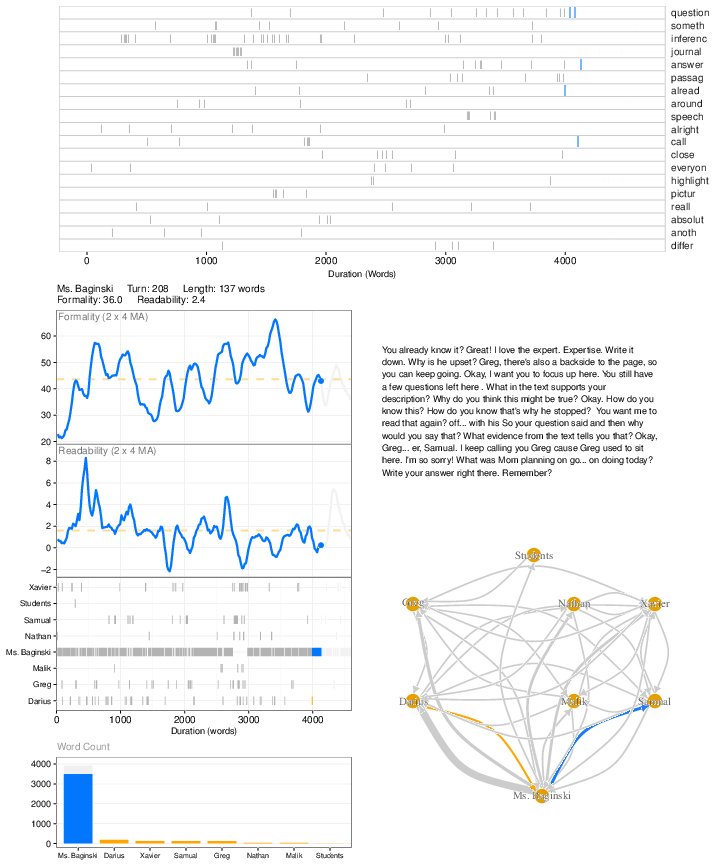 question
someth
inferenc
journal
answer
passag
alread
around
speech
alright
call
close
everyon
highlight
pictur
reall
absolut
anoth
differ
0 1000 2000 3000 4000
Duration (Words)
Ms. Baginski Turn: 208 Length: 137 words
Formality: 36.0 Readability: 2.4
Formality (2 x 4 MA)
60
50
40
30
20
Readability (2 x 4 MA)
8
6
4
2
0
−2
Xavier
Students
Samual
Nathan
Ms. Baginski
Malik
Greg
Darius
0 1000 2000 3000 4000
Duration (words)
Word Count
4000
3000
2000
1000
0
Ms. Baginski Darius Xavier Samual Greg Nathan Malik Students
You already know it? Great! I love the expert. Expertise. Write it
down. Why is he upset? Greg, there's also a backside to the page, so
you can keep going. Okay, I want you to focus up here. You still have
a few questions left here . What in the text supports your
description? Why do you think this might be true? Okay. How do you
know this? How do you know that's why he stopped? You want me to
read that again? off... with his So your question said and then why
would you say that? What evidence from the text tells you that? Okay,
Greg... er, Samual. I keep calling you Greg cause Greg used to sit
here. I'm so sorry! What was Mom planning on go... on doing today?
Write your answer right there. Remember?
Students
Greg Nathan Xavier
Darius Malik Samual
Ms. Baginski